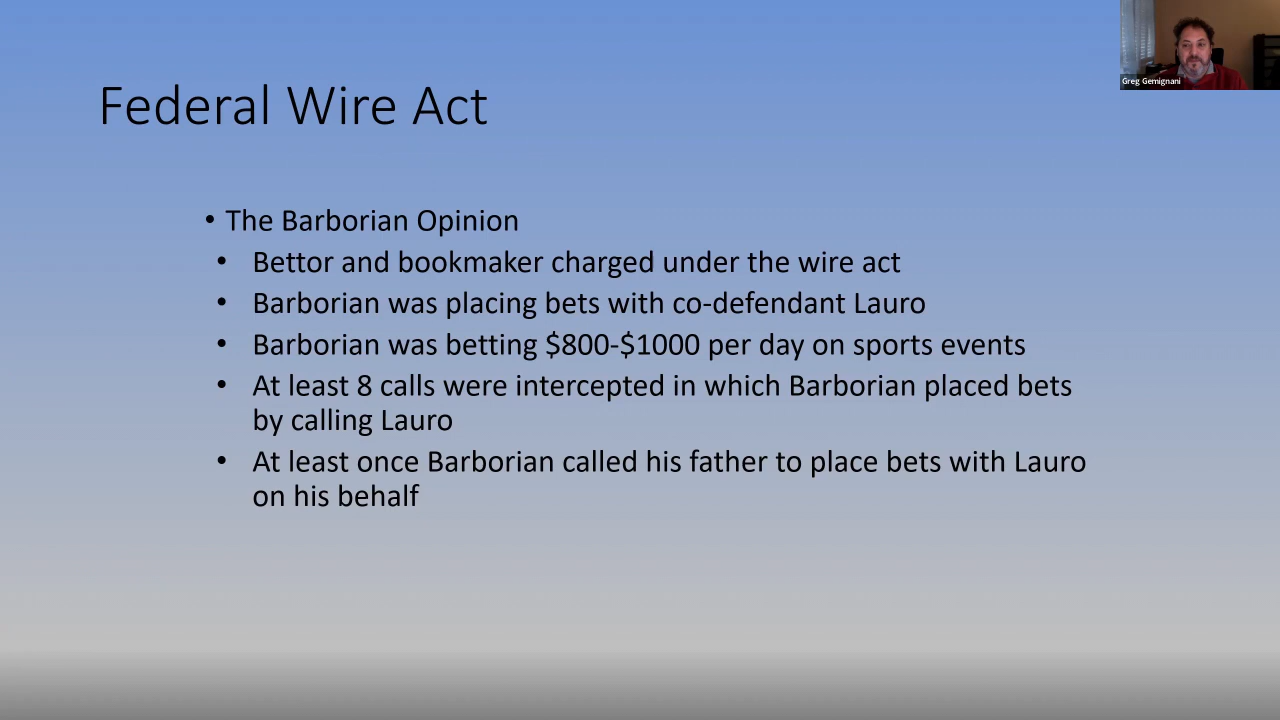 Greg Gemignani
Federal Wire Act
• The Barborian Opinion
• Bettor and bookmaker charged under the wire act
• Barborian was placing bets with co-defendant Lauro
• Barborian was betting $800-$1000 per day on sports events
• At least 8 calls were intercepted in which Barborian placed bets
by calling Lauro
• At least once Barborian called his father to place bets with Lauro
on his behalf